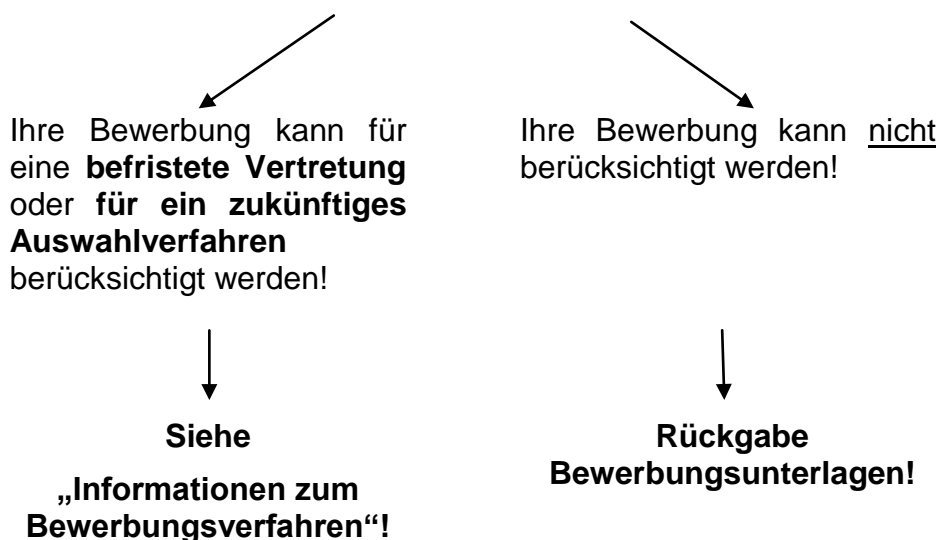 Ihre Bewerbung kann für
eine befristete Vertretung
oder für ein zukünftiges
Auswahlverfahren
berücksichtigt werden!
Ihre Bewerbung kann nicht
berücksichtigt werden!
Siehe
„Informationen zum
Bewerbungsverfahren“!
Rückgabe
Bewerbungsunterlagen!